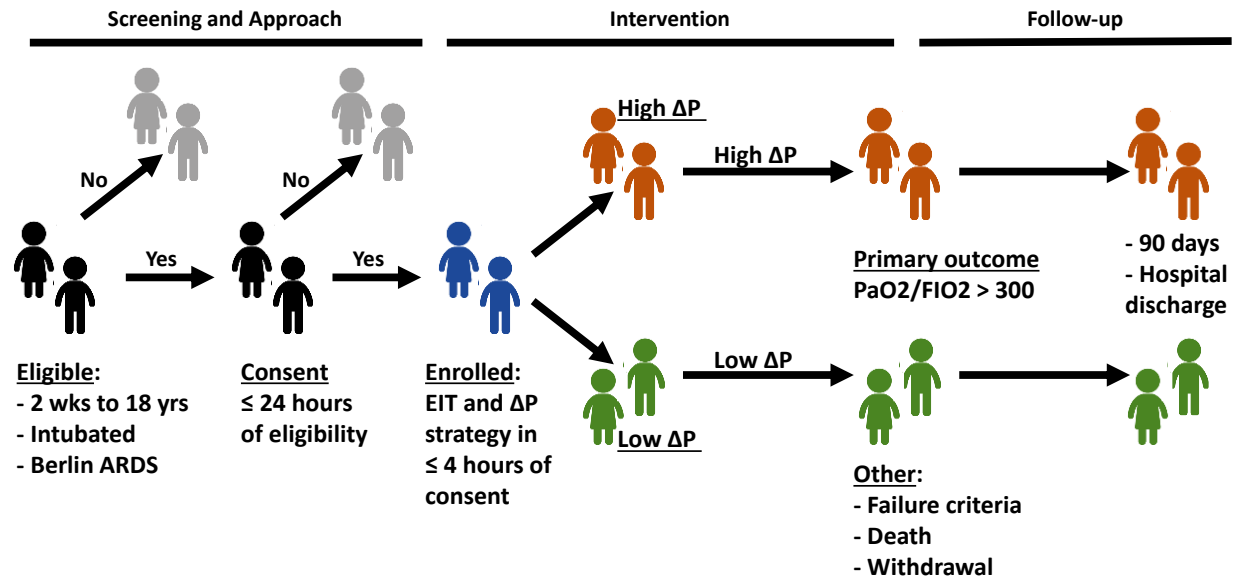 Screening and Approach
Intervention
Follow-up
No
No
Yes
Yes
High ΔP
High ΔP
Low ΔP
Low ΔP
Eligible:
- 2 wks to 18 yrs
- Intubated
- Berlin ARDS
Consent
≤ 24 hours
of eligibility
Enrolled:
EIT and ΔP
strategy in
≤ 4 hours of
consent
Primary outcome
PaO2/FIO2 > 300
- 90 days
- Hospital
discharge
Other:
- Failure criteria
- Death
- Withdrawal